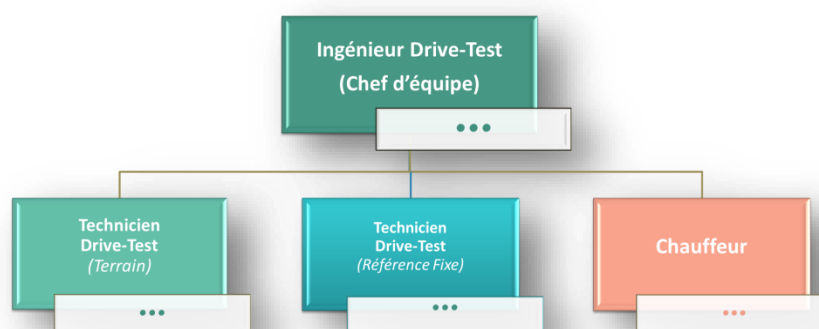 Ingénieur Drive-Test
(Chef d'équipe)
•••
Technicien
Drive-Test
(Terrain)
•••
Technicien
Drive-Test
(Référence Fixe)
•••
Chauffeur
•••